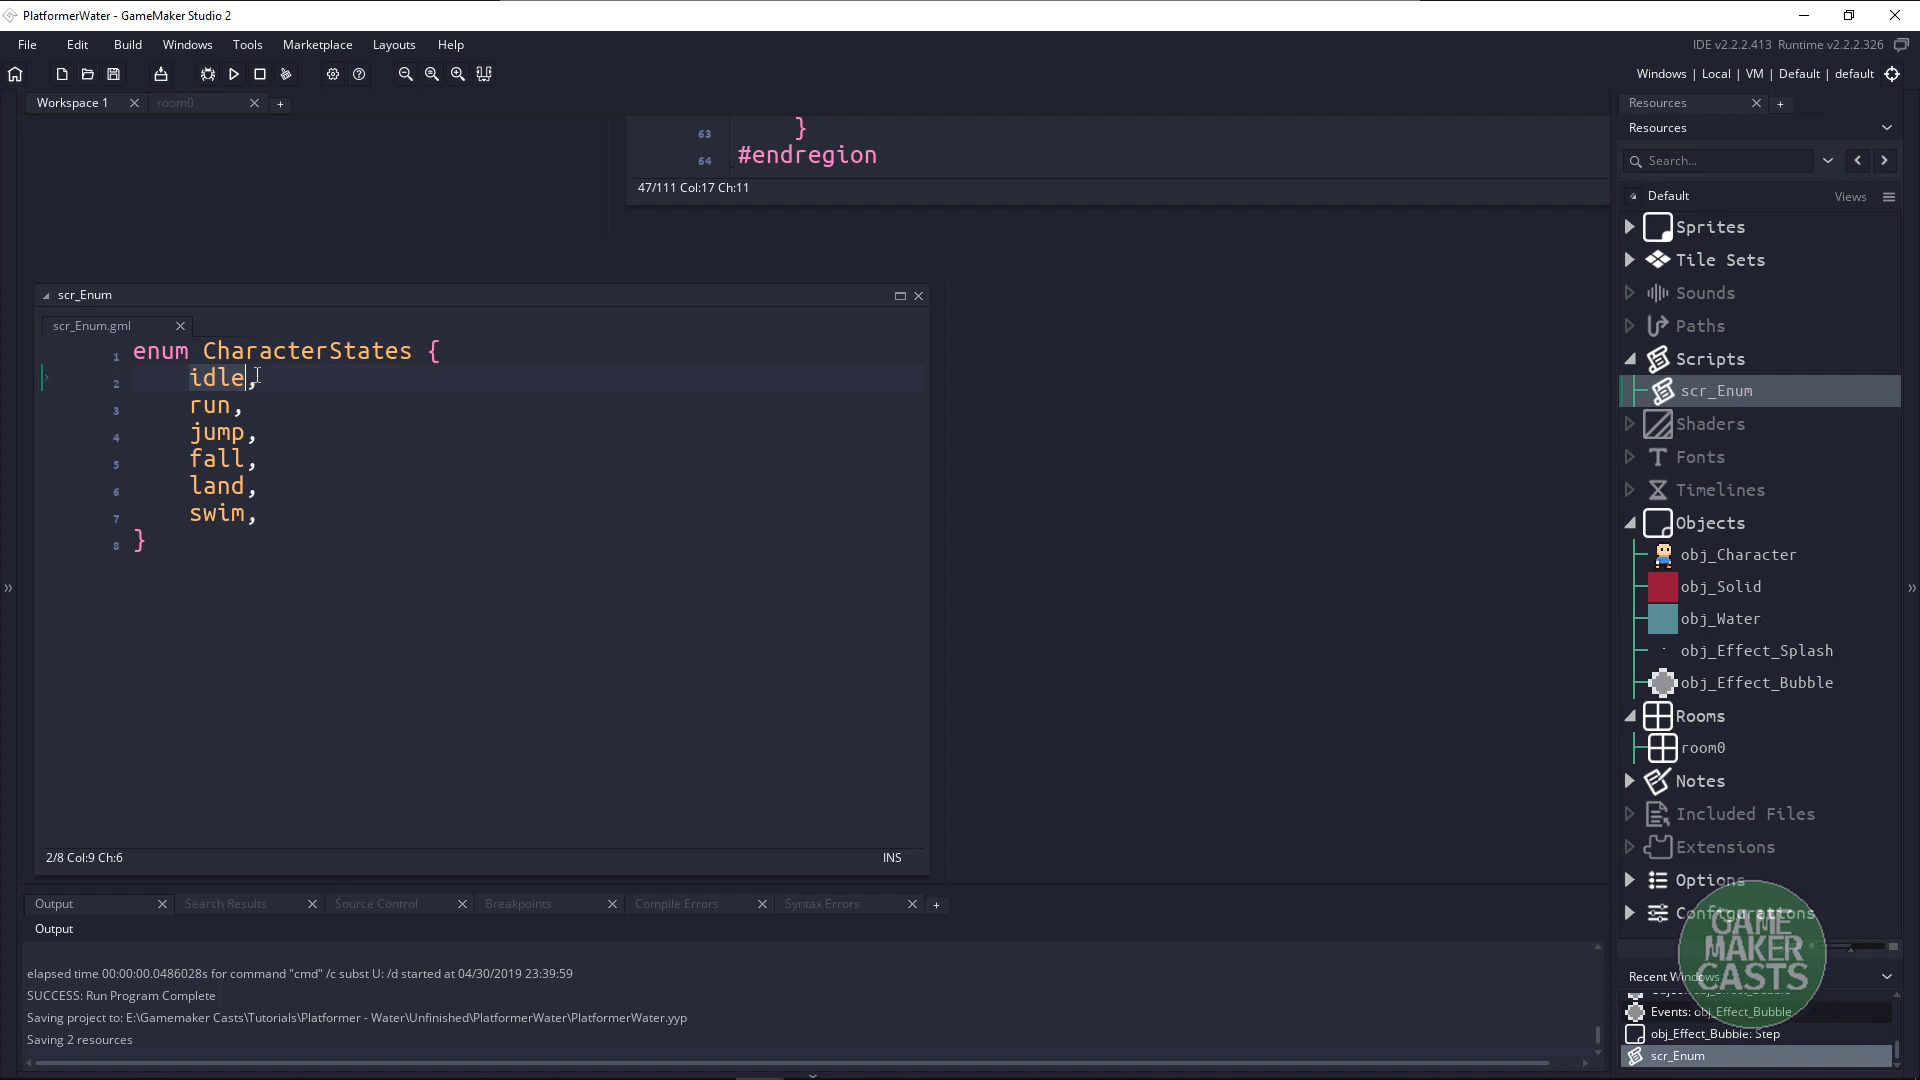 PlatformerWater - GameMaker Studio 2
File Edit Build Windows Tools Marketplace Layouts Help
IDE v2.2.2.413 Runtime v2.2.2.326
Windows | Local | VM | Default | default
Workspace 1
room0
63 }
64 #endregion
47/111 Col:17 Ch:11
scr_Enum
scr_Enum.gml
1 enum CharacterStates {
2 idle,
3 run,
4 jump,
5 fall,
6 land,
7 swim,
8 }
2/8 Col:9 Ch:6
INS
Output
Search Results
Source Control
Breakpoints
Compile Errors
Syntax Errors
Output
elapsed time 00:00:00.0486028s for command "cmd" /c subst U: /d started at 04/30/2019 23:39:59
SUCCESS: Run Program Complete
Saving project to: E:\Gamemaker Casts\Tutorials\Platformer - Water\Unfinished\PlatformerWater\PlatformerWater.yyp
Saving 2 resources
Resources
Resources
Search...
Default
Views
Sprites
Tile Sets
Sounds
Paths
Scripts
scr_Enum
Shaders
Fonts
Timelines
Objects
obj_Character
obj_Solid
obj_Water
obj_Effect_Splash
obj_Effect_Bubble
Rooms
room0
Notes
Included Files
Extensions
Options
Configurations
GAME
MAKER
CASTS
Recent Windows
Events: obj_Effect_Bubble
obj_Effect_Bubble: Step
scr_Enum